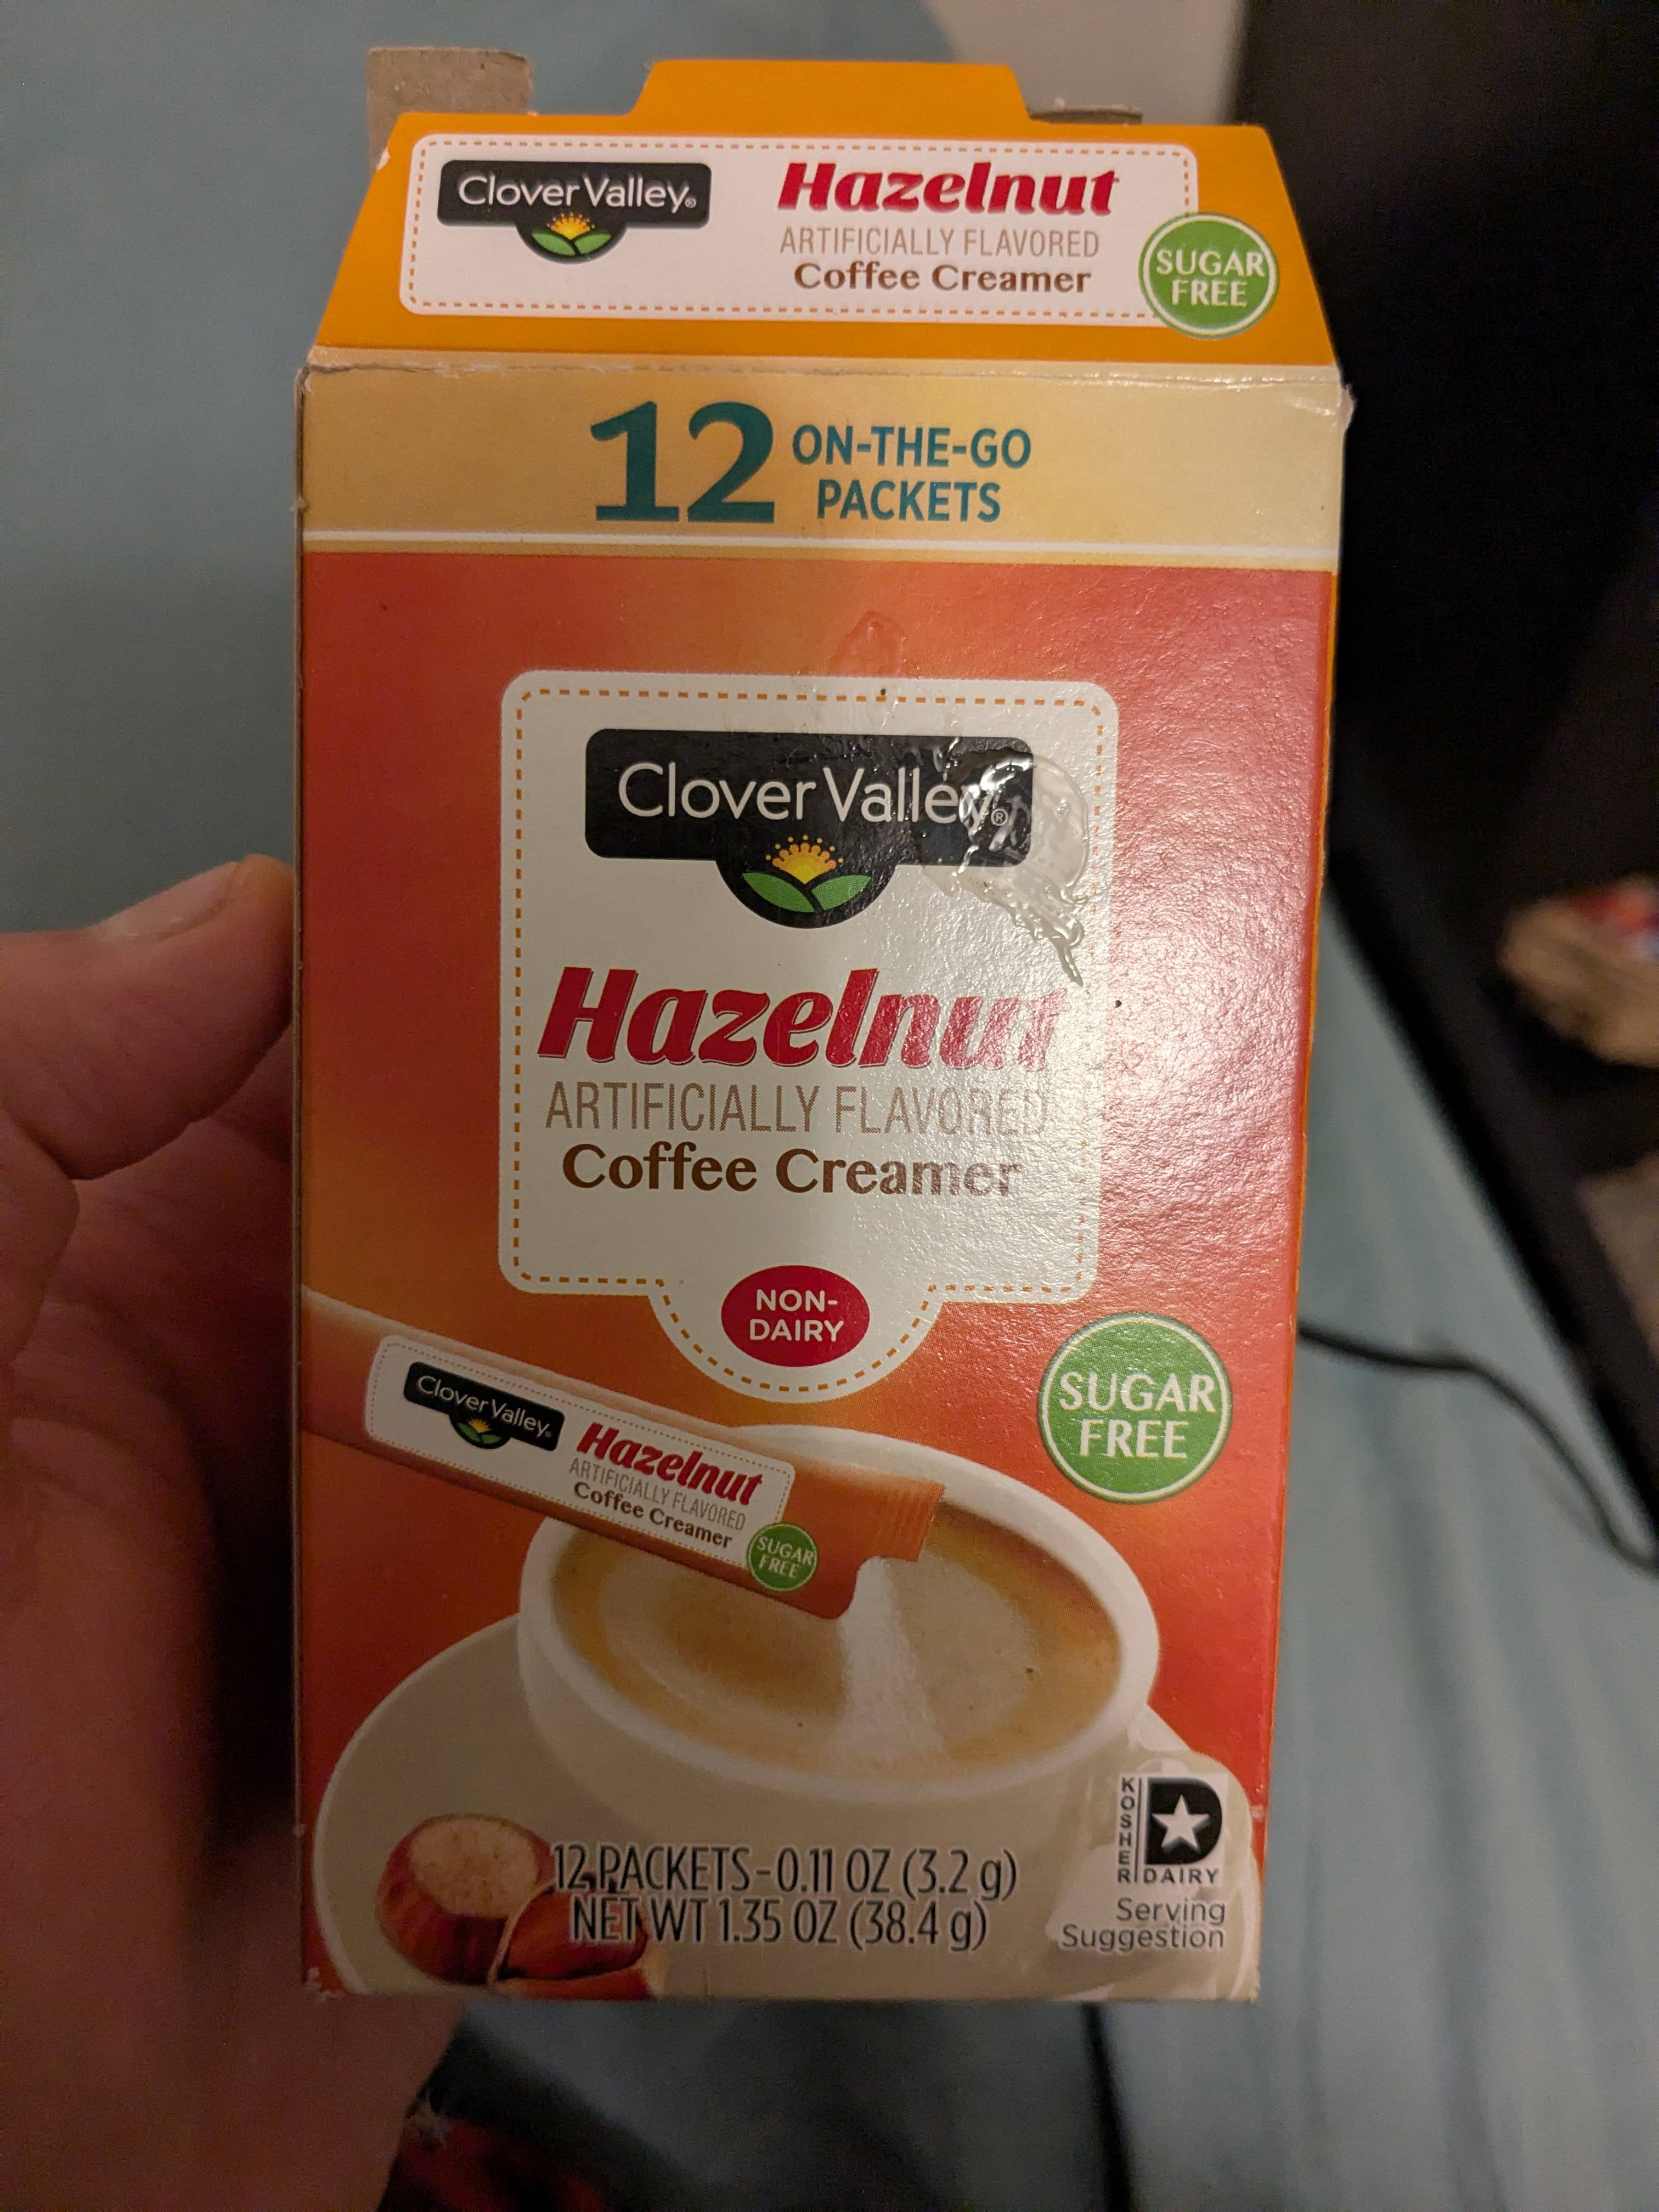 Clover Valley®
Hazelnut
ARTIFICIALLY FLAVORED
Coffee Creamer
SUGAR
FREE
12 ON-THE-GO
PACKETS
Clover Valley®
Hazelnut
ARTIFICIALLY FLAVORED
Coffee Creamer
NON-
DAIRY
SUGAR
FREE
Clover Valley®
Hazelnut
ARTIFICIALLY FLAVORED
Coffee Creamer
SUGAR
FREE
12 PACKETS-0.11 OZ (3.2 g)
NET WT 1.35 OZ (38.4 g)
KOSHER
D
DAIRY
Serving
Suggestion